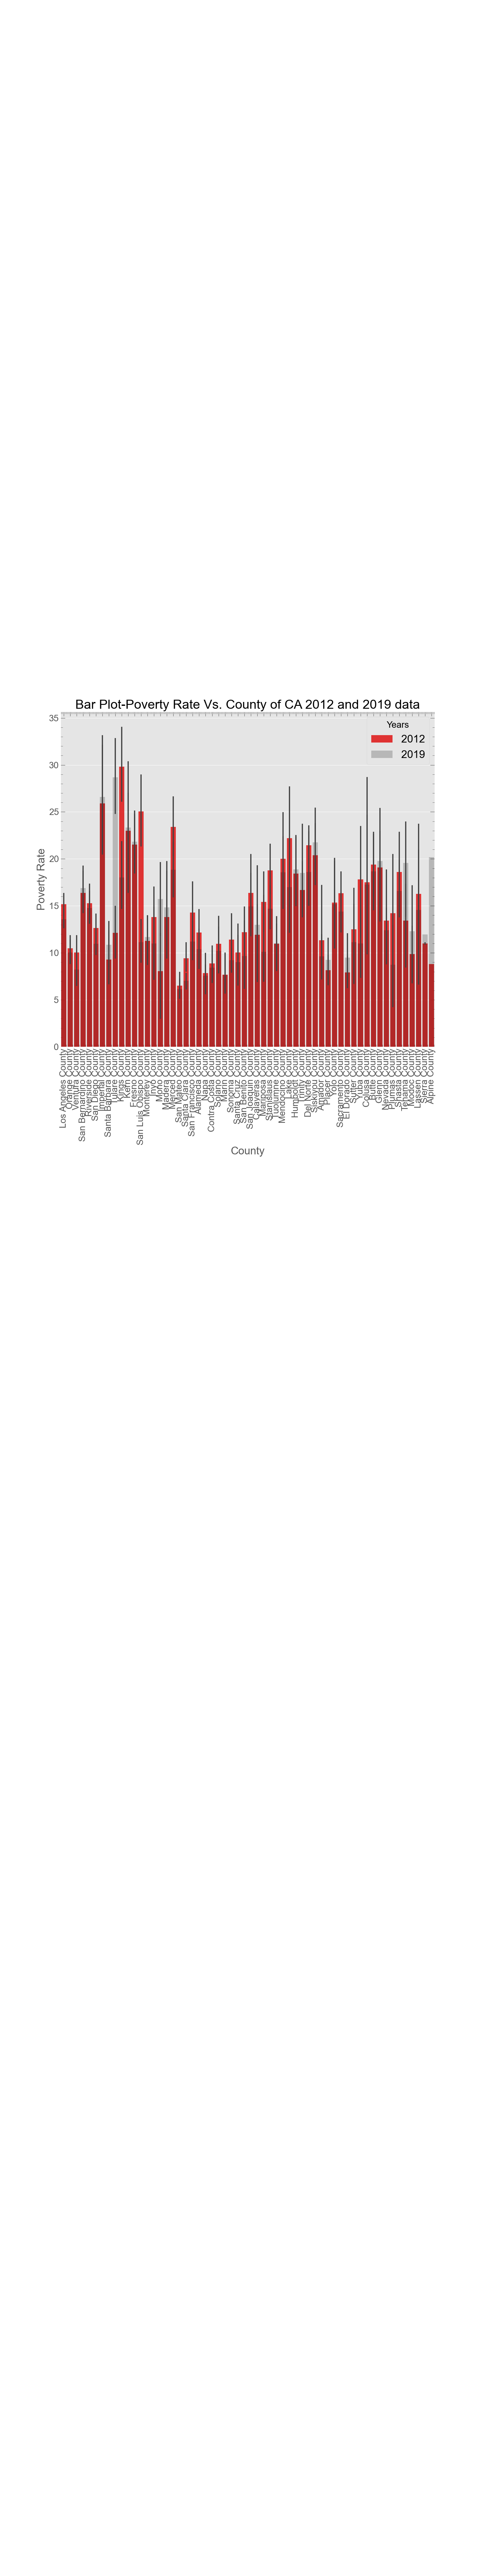 Bar Plot-Poverty Rate Vs. County of CA 2012 and 2019 data
Years
2012
2019
35
30
25
20
15
10
5
0
Poverty Rate
Los Angeles County
Orange County
Ventura County
San Bernardino County
Riverside County
San Diego County
Imperial County
Santa Barbara County
Tulare County
Kings County
Kern County
Fresno County
San Luis Obispo County
Monterey County
Inyo County
Mono County
Madera County
Merced County
San Mateo County
Santa Clara County
San Francisco County
Alameda County
Napa County
Contra Costa County
Solano County
Marin County
Sonoma County
Santa Cruz County
San Benito County
San Joaquin County
Calaveras County
Mariposa County
Stanislaus County
Tuolumne County
Mendocino County
Lake County
Humboldt County
Trinity County
Del Norte County
Siskiyou County
Amador County
Placer County
Yolo County
Sacramento County
El Dorado County
Sutter County
Yuba County
Colusa County
Butte County
Glenn County
Nevada County
Plumas County
Shasta County
Tehama County
Modoc County
Lassen County
Sierra County
Alpine County
County